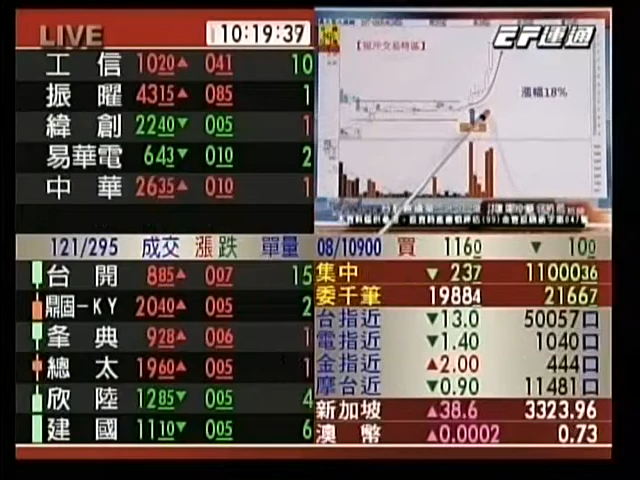 LIVE 10:19:39
工信 1020▲ 041 10
振曜 4315▲ 085 1
緯創 2240▼ 005 1
易華電 643▼ 010 2
中華 2635▲ 010 1
EF運通
漲幅18%
121/295 成交 漲跌 單量
台開 885▲ 007 15
鼎固-KY 2040▲ 005 2
夆典 928▲ 006 1
總太 1960▲ 005 1
欣陸 1285▼ 005 4
建國 1110▼ 005 6
08/10900 買 1160 ▼ 100
集中 ▼ 237 1100036
委千筆 19884 21667
台指近 ▼13.0 50057口
電指近 ▼1.40 1040口
金指近 ▲2.00 444口
摩台近 ▼0.90 11481口
新加坡 ▲38.6 3323.96
澳幣 ▲0.0002 0.73